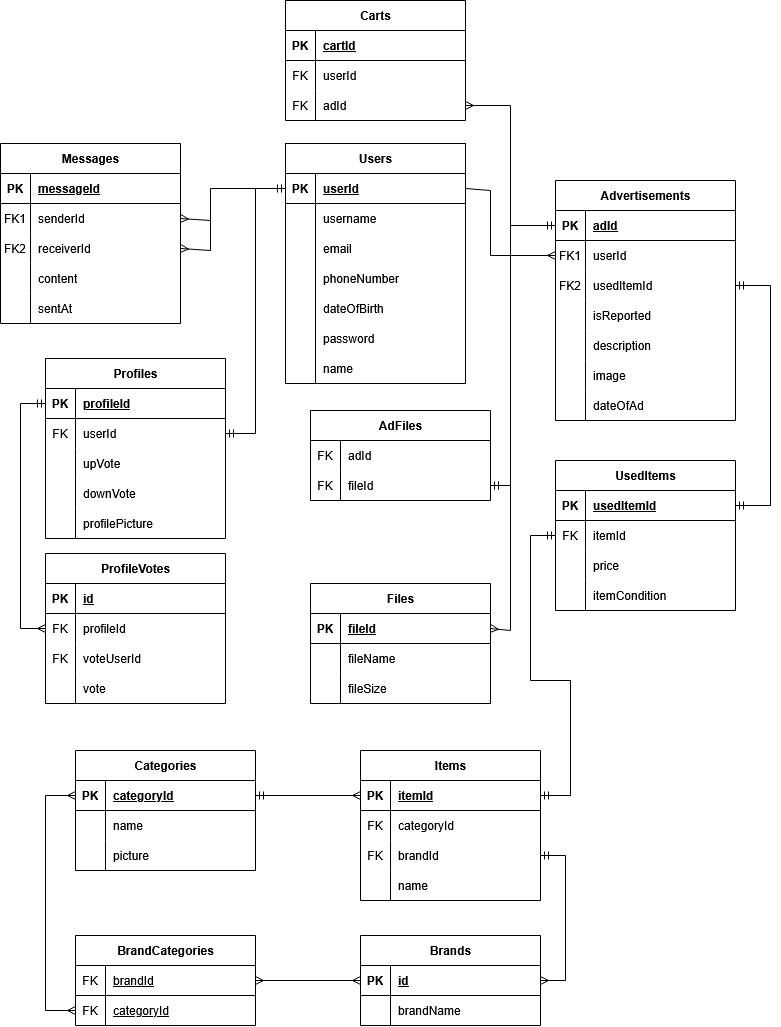 Carts
PK cartId
FK userId
FK adId
Messages
PK messageId
FK1 senderId
FK2 receiverId
content
sentAt
Users
PK userId
username
email
phoneNumber
dateOfBirth
password
name
Advertisements
PK adId
FK1 userId
FK2 usedItemId
isReported
description
image
dateOfAd
Profiles
PK profileId
FK userId
upVote
downVote
profilePicture
AdFiles
FK adId
FK fileId
UsedItems
PK usedItemId
FK itemId
price
itemCondition
ProfileVotes
PK id
FK profileId
FK voteUserId
vote
Files
PK fileId
fileName
fileSize
Categories
PK categoryId
name
picture
Items
PK itemId
FK categoryId
FK brandId
name
BrandCategories
FK brandId
FK categoryId
Brands
PK id
brandName